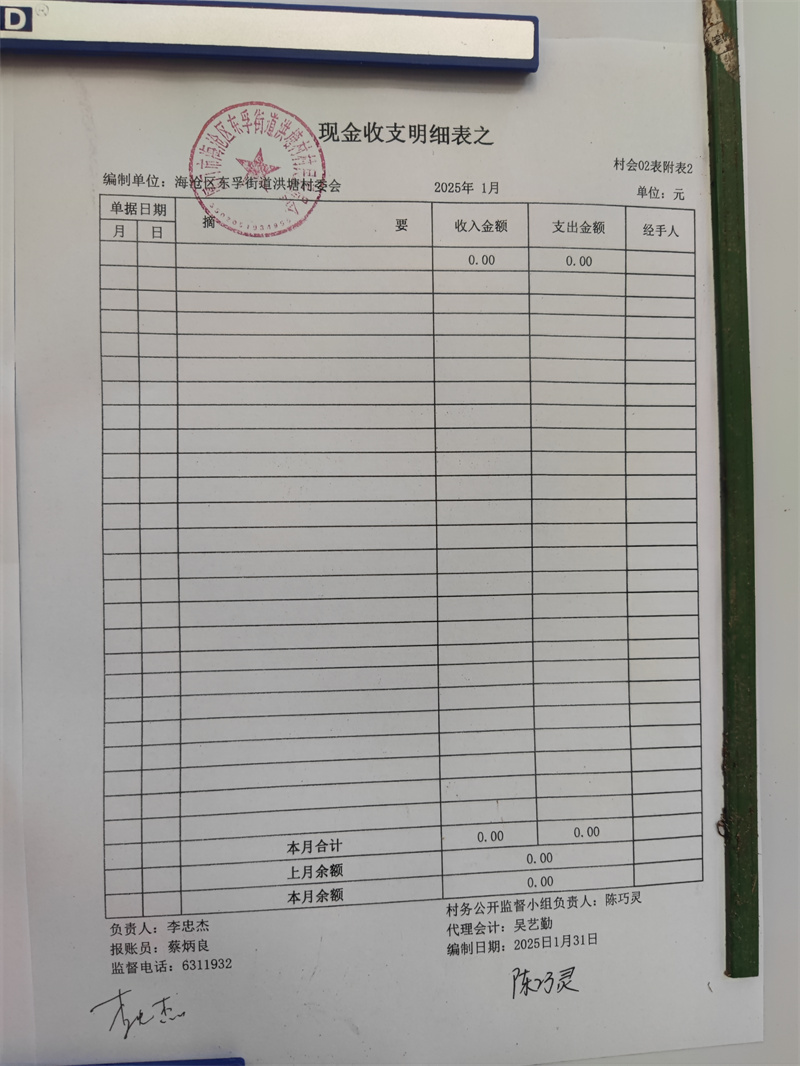 D
现金收支明细表之
村会02表附表2
编制单位：海沧区东孚街道洪塘村委会 2025年 1月 单位：元
单据日期 摘 要 收入金额 支出金额 经手人
月 日
0.00 0.00
本月合计 0.00 0.00
上月余额 0.00
本月余额 0.00
负责人：李忠杰 村务公开监督小组负责人：陈巧灵
报账员：蔡炳良 代理会计：吴艺勤
监督电话：6311932 编制日期：2025日1月31日
李忠杰 陈巧灵